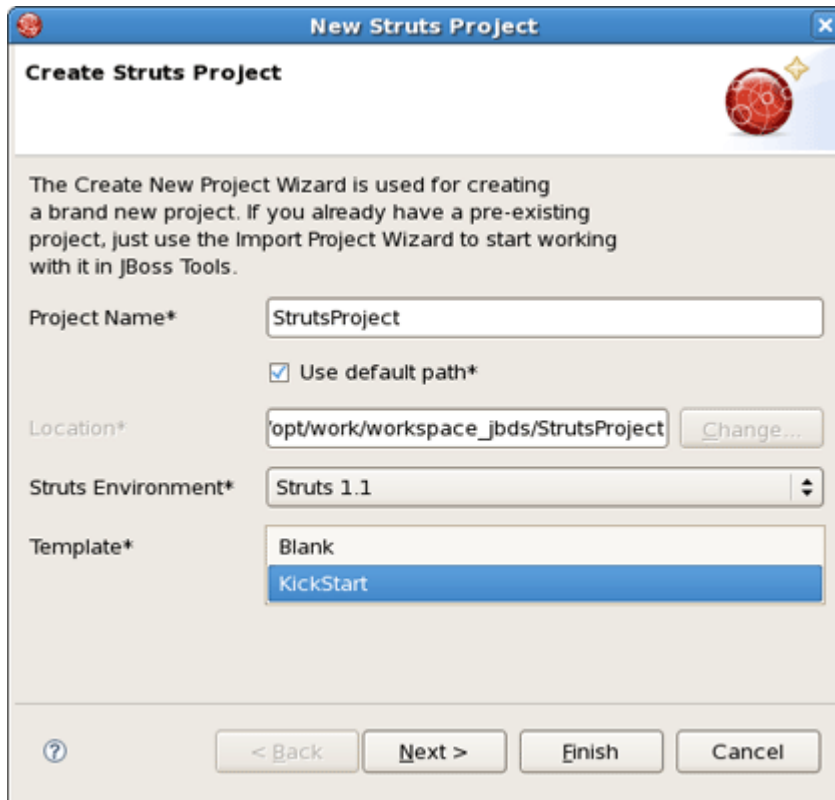 New Struts Project
Create Struts Project
The Create New Project Wizard is used for creating
a brand new project. If you already have a pre-existing
project, just use the Import Project Wizard to start working
with it in JBoss Tools.
Project Name* StrutsProject
Use default path*
Location* /opt/work/workspace_jbds/StrutsProject Change...
Struts Environment* Struts 1.1
Template* Blank
KickStart
? < Back Next > Finish Cancel